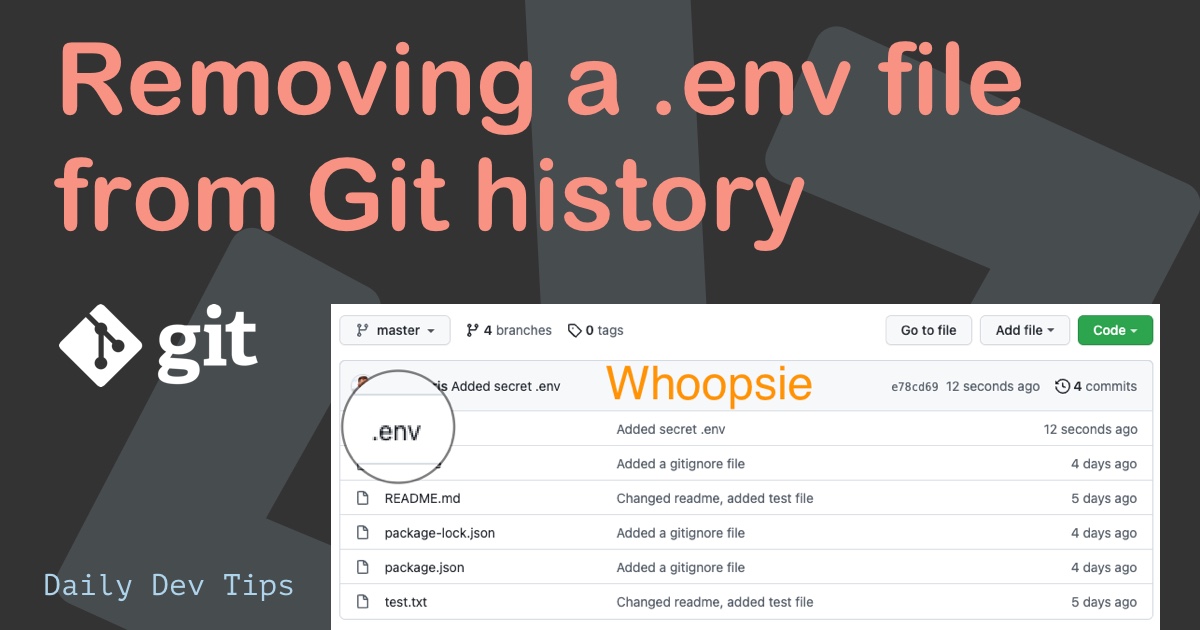 Removing a .env file
from Git history
git
master 4 branches 0 tags Go to file Add file Code
is Added secret .env Whoopsie e78cd69 12 seconds ago 4 commits
.env Added secret .env 12 seconds ago
Added a gitignore file 4 days ago
README.md Changed readme, added test file 5 days ago
package-lock.json Added a gitignore file 4 days ago
package.json Added a gitignore file 4 days ago
test.txt Changed readme, added test file 5 days ago
Daily Dev Tips